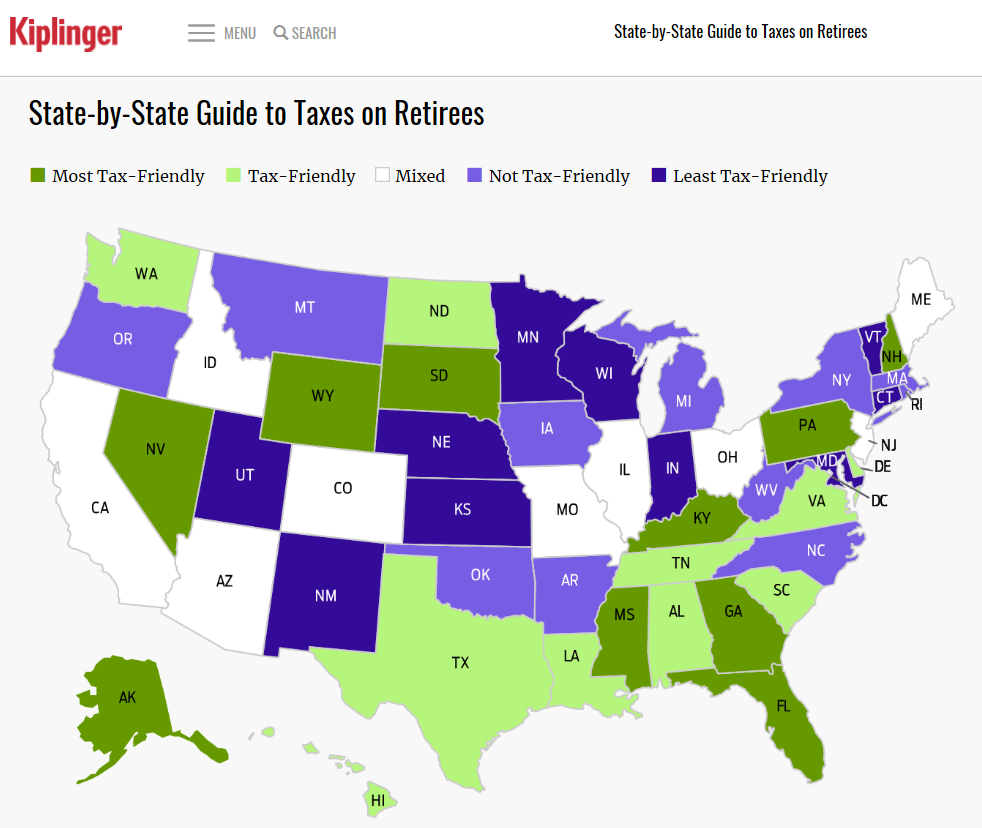 Kiplinger MENU SEARCH State-by-State Guide to Taxes on Retirees
State-by-State Guide to Taxes on Retirees
Most Tax-Friendly Tax-Friendly Mixed Not Tax-Friendly Least Tax-Friendly
WA
MT
ND
ME
OR
ID
MN
VT
NH
SD
WI
NY
MA
WY
MI
CT
RI
NV
NE
IA
PA
NJ
UT
CO
IL
IN
OH
MD
DE
CA
KS
MO
WV
VA
DC
KY
AZ
NM
OK
AR
TN
NC
SC
MS
AL
GA
TX
LA
AK
FL
HI